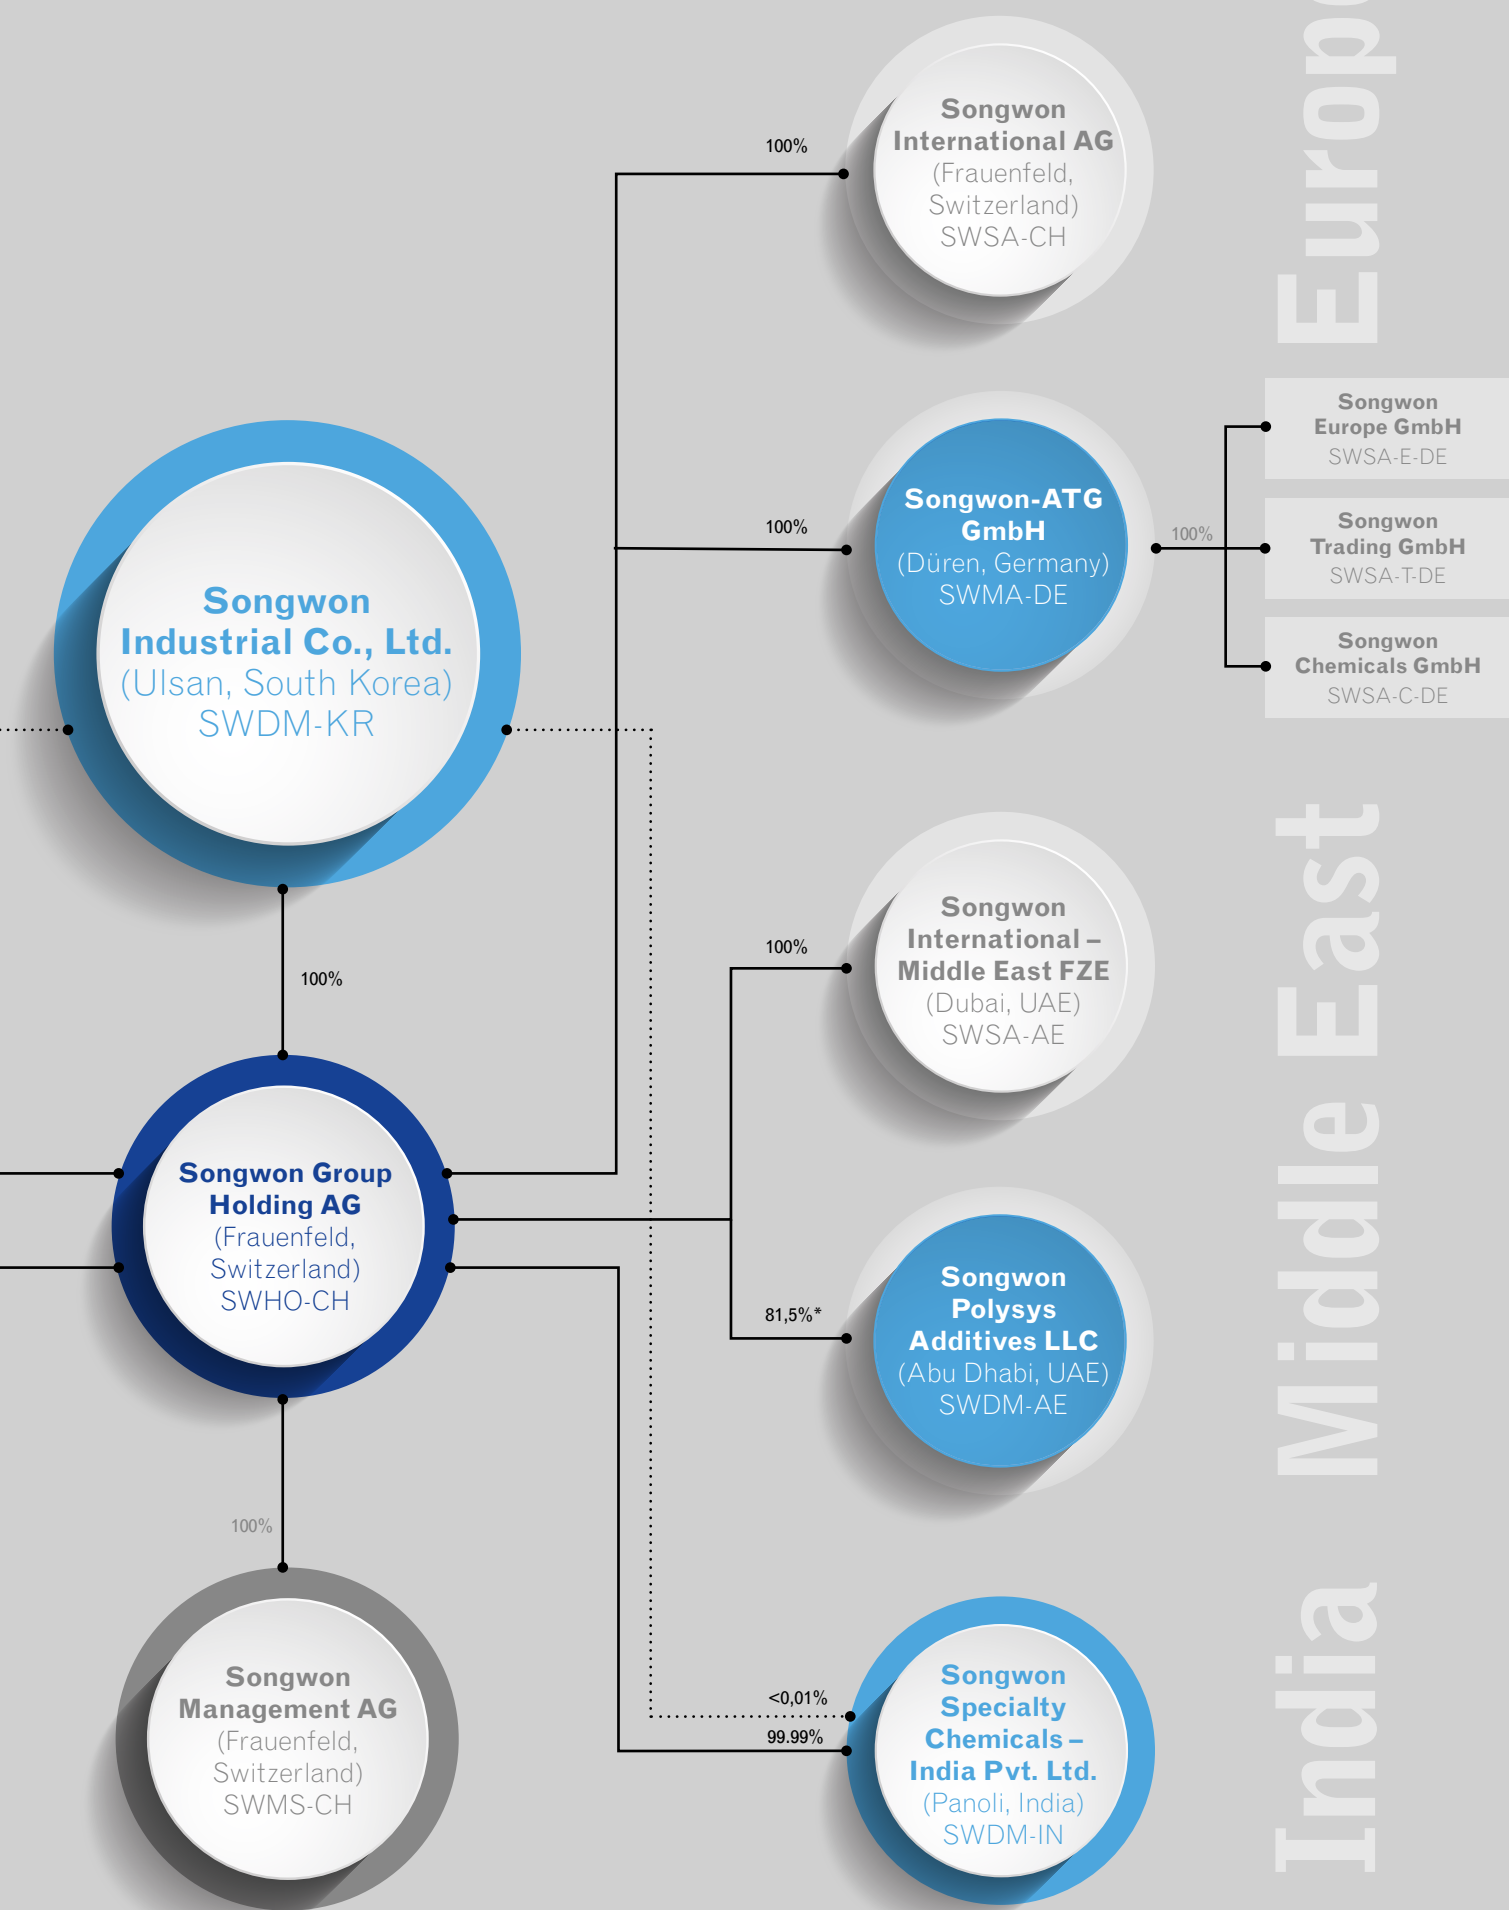 Songwon
Industrial Co., Ltd.
(Ulsan, South Korea)
SWDM-KR
100%
Songwon Group
Holding AG
(Frauenfeld,
Switzerland)
SWHO-CH
100%
Songwon
Management AG
(Frauenfeld,
Switzerland)
SWMS-CH
100%
Songwon
International AG
(Frauenfeld,
Switzerland)
SWSA-CH
100%
Songwon-ATG
GmbH
(Düren, Germany)
SWMA-DE
100%
Songwon
Europe GmbH
SWSA-E-DE
Songwon
Trading GmbH
SWSA-T-DE
Songwon
Chemicals GmbH
SWSA-C-DE
Europe
100%
Songwon
International –
Middle East FZE
(Dubai, UAE)
SWSA-AE
81,5%*
Songwon
Polysys
Additives LLC
(Abu Dhabi, UAE)
SWDM-AE
Middle East
<0,01%
99.99%
Songwon
Specialty
Chemicals –
India Pvt. Ltd.
(Panoli, India)
SWDM-IN
India